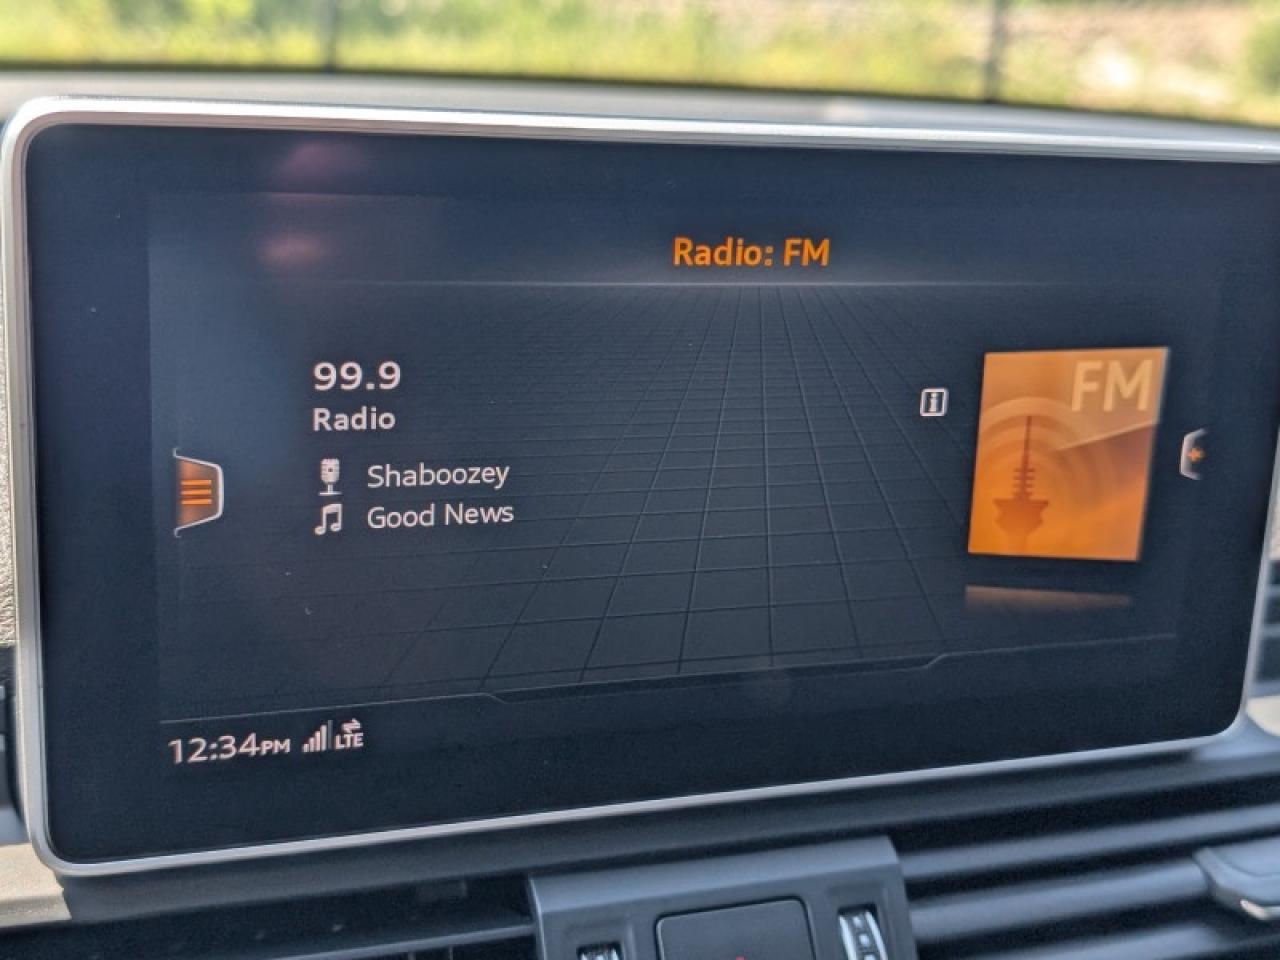 Radio: FM
99.9
Radio
Shaboozey
Good News
FM
12:34PM LTE